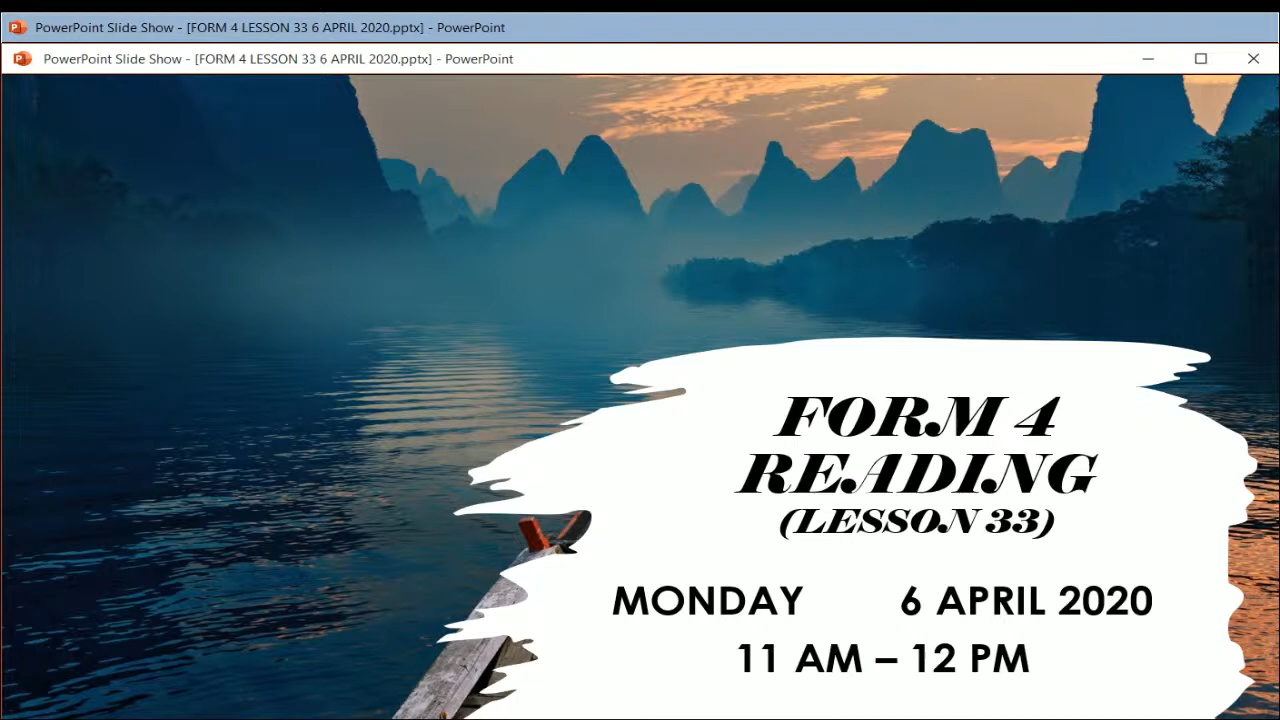 PowerPoint Slide Show - [FORM 4 LESSON 33 6 APRIL 2020.pptx] - PowerPoint
PowerPoint Slide Show - [FORM 4 LESSON 33 6 APRIL 2020.pptx] - PowerPoint
FORM 4
READING
(LESSON 33)
MONDAY 6 APRIL 2020
11 AM – 12 PM